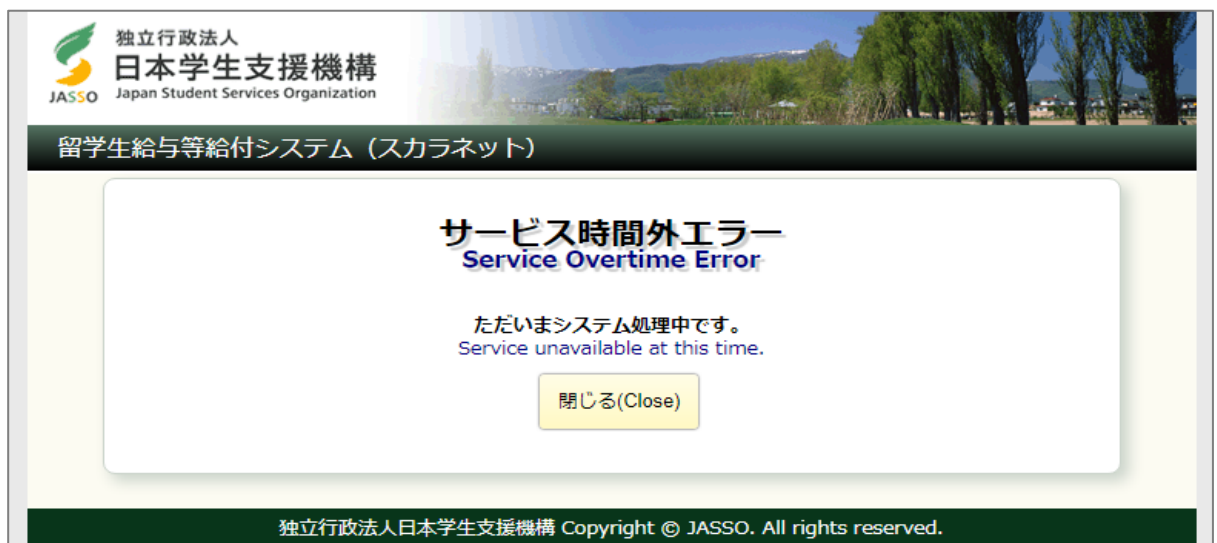 独立行政法人
日本学生支援機構
JASSO Japan Student Services Organization
留学生給与等給付システム（スカラネット）
サービス時間外エラー
Service Overtime Error
ただいまシステム処理中です。
Service unavailable at this time.
閉じる(Close)
独立行政法人日本学生支援機構 Copyright © JASSO. All rights reserved.